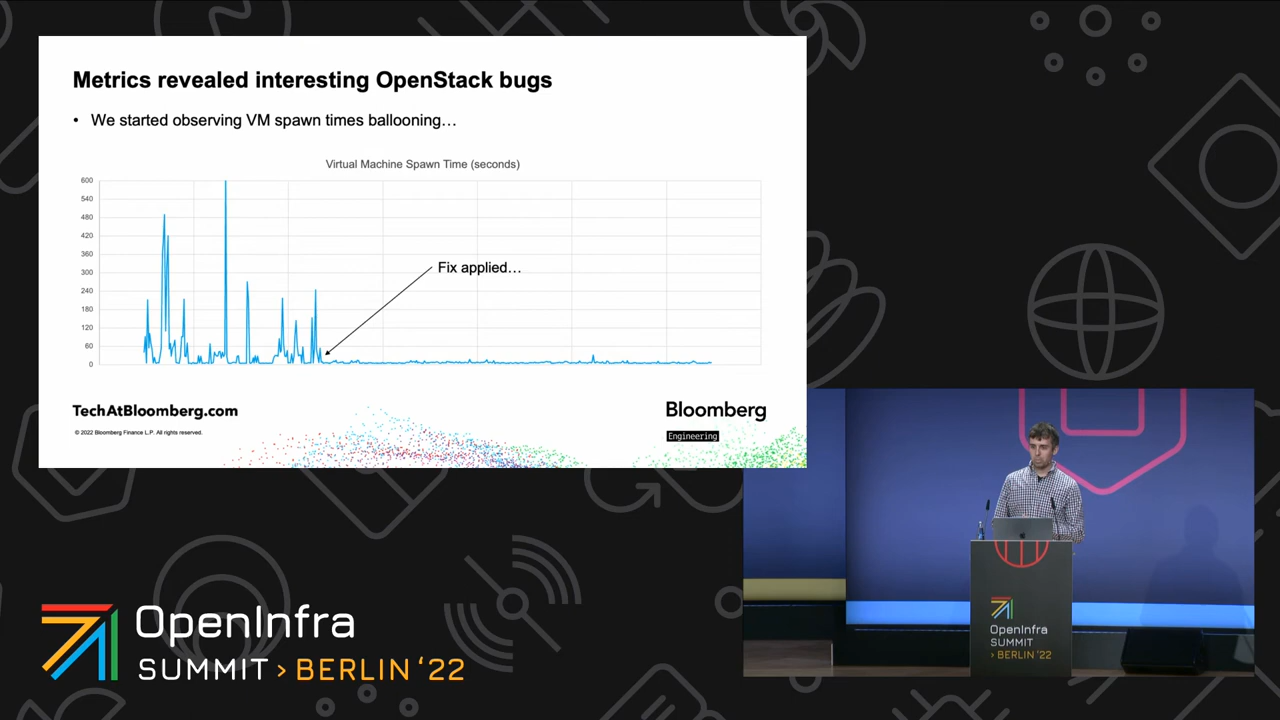 Metrics revealed interesting OpenStack bugs
• We started observing VM spawn times ballooning…
Virtual Machine Spawn Time (seconds)
600
540
480
420
360
300
240
180
120
60
0
Fix applied…
TechAtBloomberg.com
© 2022 Bloomberg Finance L.P. All rights reserved.
Bloomberg
Engineering
OpenInfra
SUMMIT > BERLIN ‘22
OpenInfra
SUMMIT
> BERLIN '22